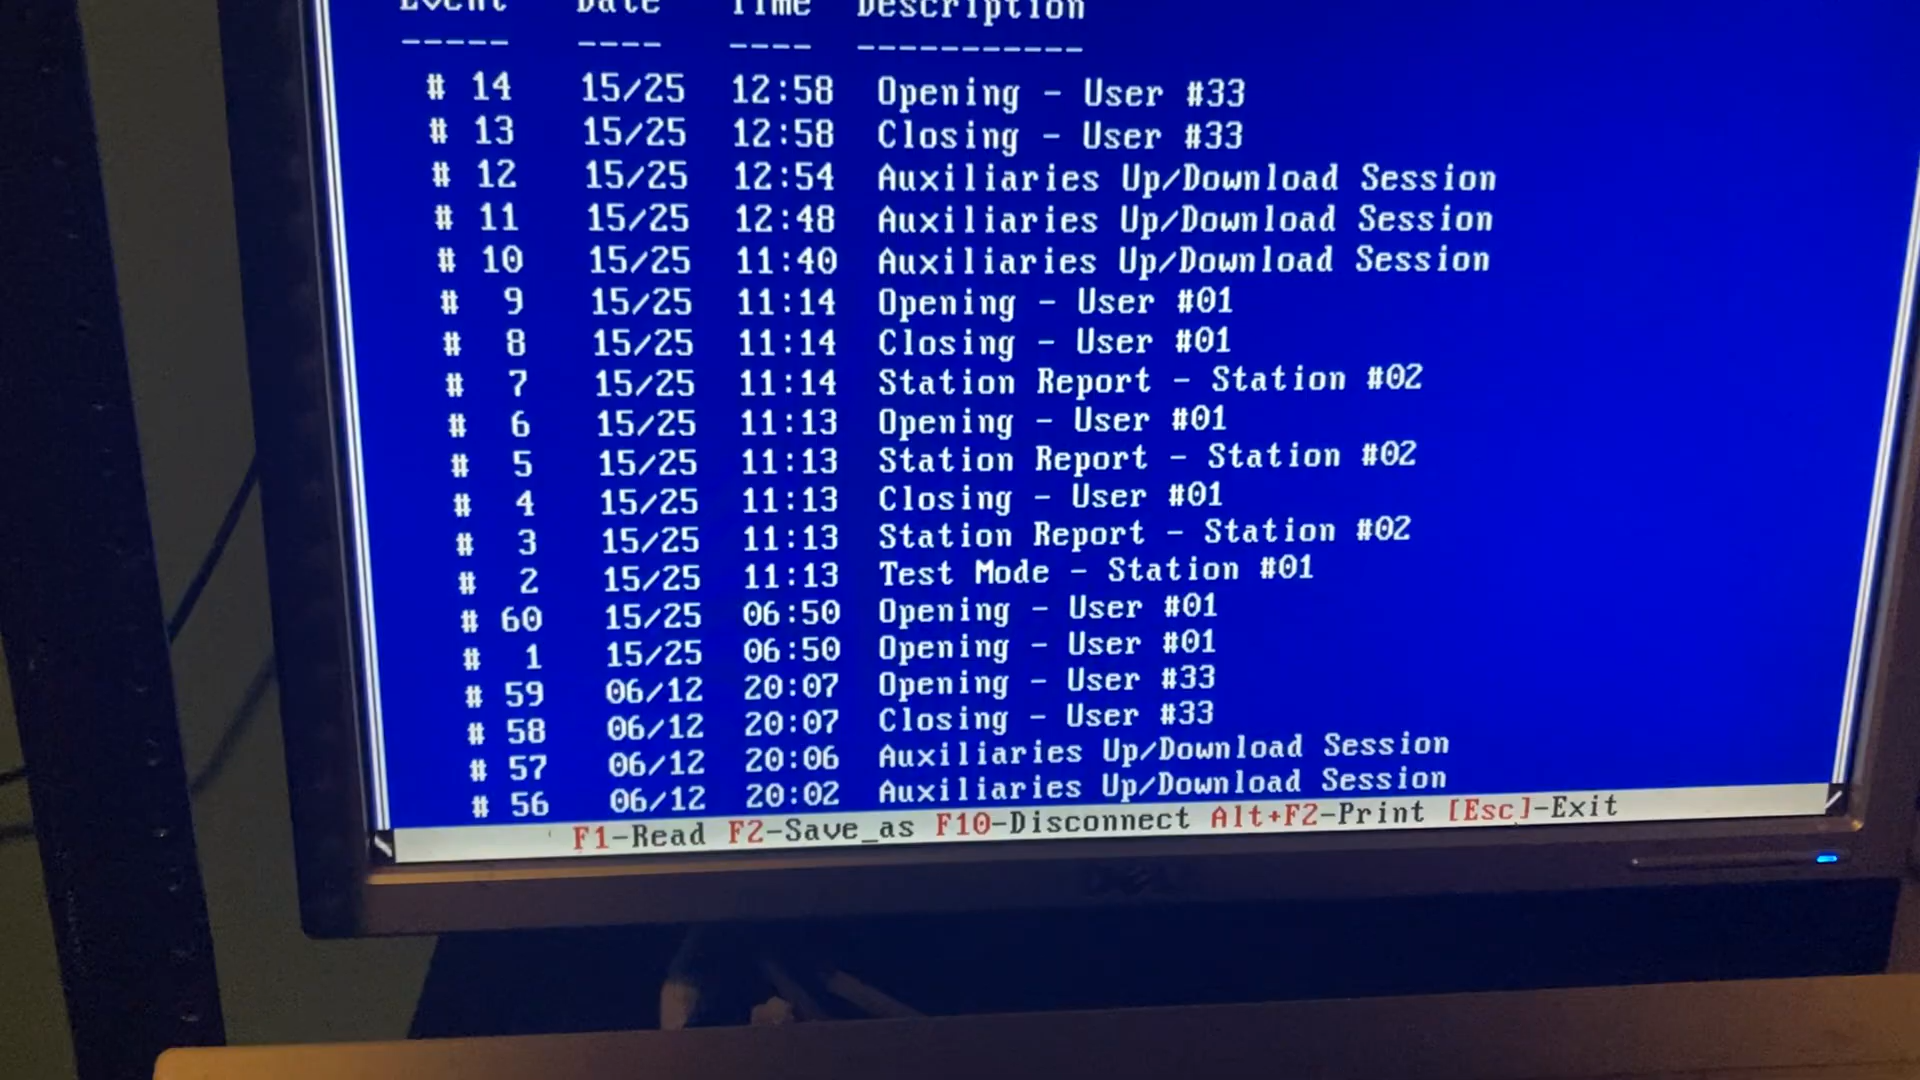 Event Date Time Description
----- ---- ---- -----------
# 14 15/25 12:58 Opening - User #33
# 13 15/25 12:58 Closing - User #33
# 12 15/25 12:54 Auxiliaries Up/Download Session
# 11 15/25 12:48 Auxiliaries Up/Download Session
# 10 15/25 11:40 Auxiliaries Up/Download Session
# 9 15/25 11:14 Opening - User #01
# 8 15/25 11:14 Closing - User #01
# 7 15/25 11:14 Station Report - Station #02
# 6 15/25 11:13 Opening - User #01
# 5 15/25 11:13 Station Report - Station #02
# 4 15/25 11:13 Closing - User #01
# 3 15/25 11:13 Station Report - Station #02
# 2 15/25 11:13 Test Mode - Station #01
# 60 15/25 06:50 Opening - User #01
# 1 15/25 06:50 Opening - User #01
# 59 06/12 20:07 Opening - User #33
# 58 06/12 20:07 Closing - User #33
# 57 06/12 20:06 Auxiliaries Up/Download Session
# 56 06/12 20:02 Auxiliaries Up/Download Session
F1-Read F2-Save_as F10-Disconnect Alt+F2-Print [Esc]-Exit
DELL